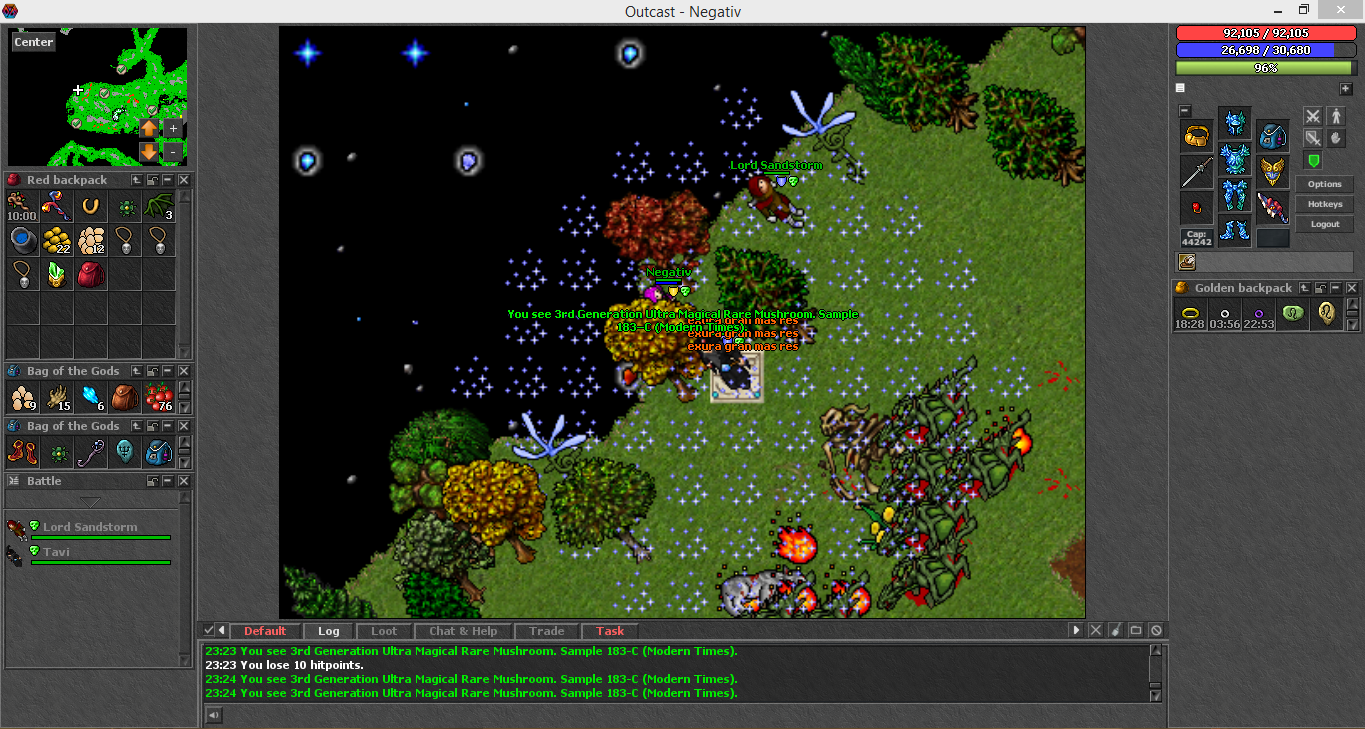 Outcast - Negativ
Center
+
-
92,105 / 92,105
26,698 / 30,680
96%
Red backpack
10:00
3
22
12
Bag of the Gods
9
15
6
76
Bag of the Gods
Battle
Lord Sandstorm
Tavi
Lord Sandstorm
Negativ
You see 3rd Generation Ultra Magical Rare Mushroom. Sample
183-C (Modern Times).
exura gran mas res
exura gran mas res
exura gran mas res
Cap:
44242
Options
Hotkeys
Logout
Golden backpack
18:28
03:56
22:53
Default
Log
Loot
Chat & Help
Trade
Task
23:23 You see 3rd Generation Ultra Magical Rare Mushroom. Sample 183-C (Modern Times).
23:23 You lose 10 hitpoints.
23:24 You see 3rd Generation Ultra Magical Rare Mushroom. Sample 183-C (Modern Times).
23:24 You see 3rd Generation Ultra Magical Rare Mushroom. Sample 183-C (Modern Times).